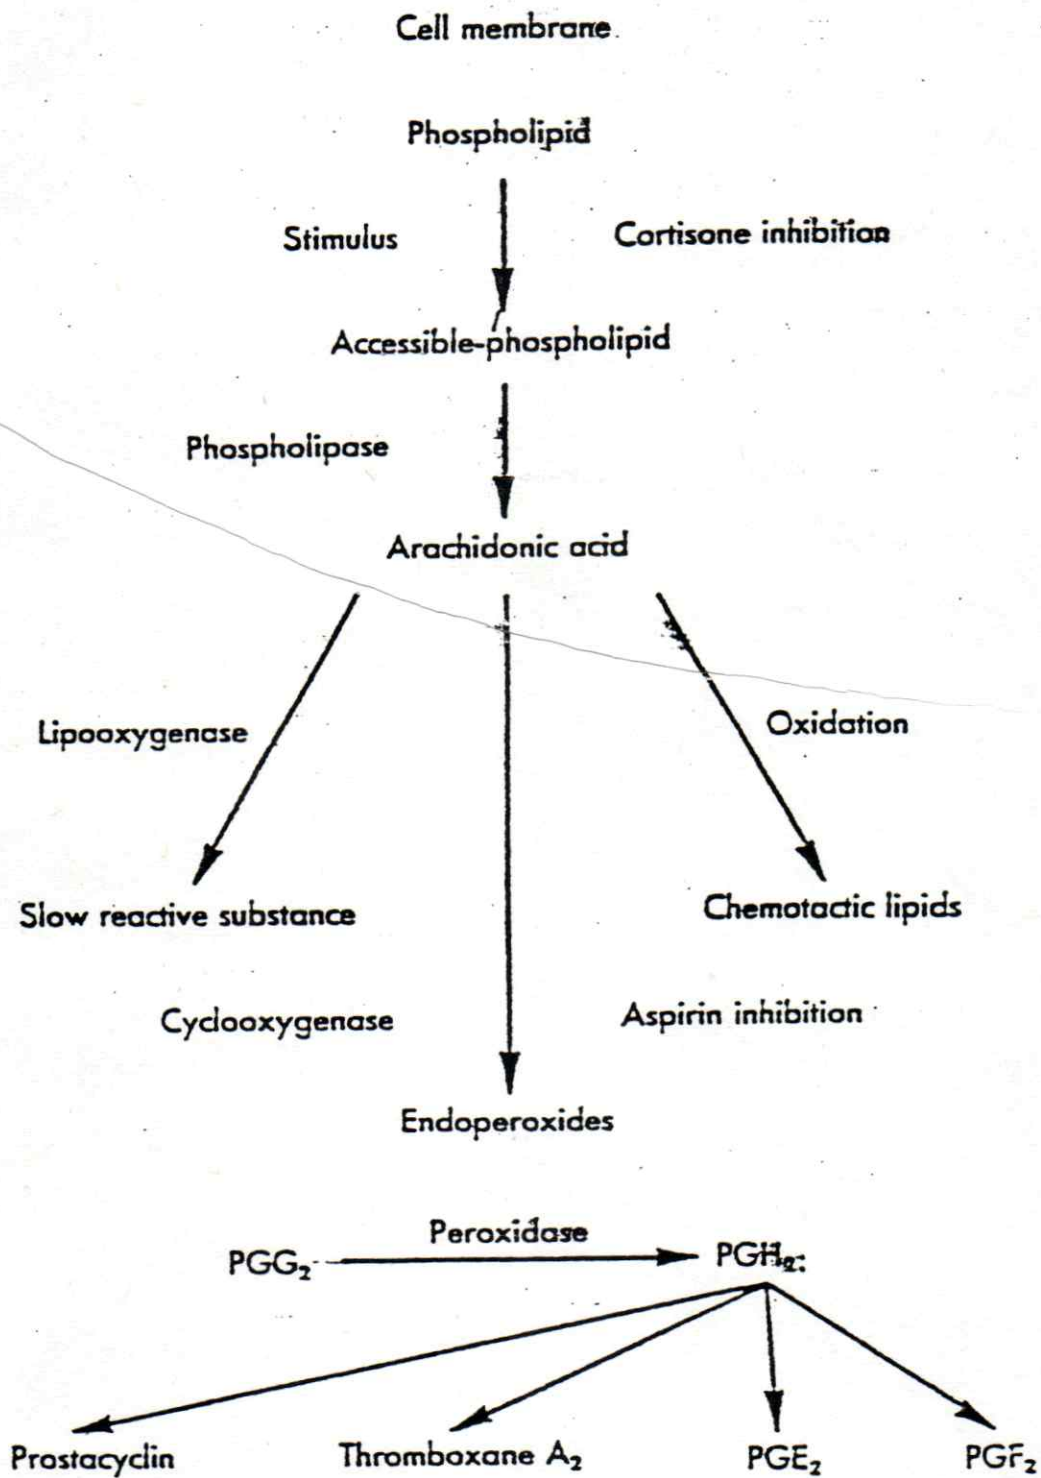 Cell membrane
Phospholipid
Stimulus
Cortisone inhibition
Accessible-phospholipid
Phospholipase
Arachidonic acid
Lipooxygenase
Oxidation
Slow reactive substance
Chemotactic lipids
Cyclooxygenase
Aspirin inhibition
Endoperoxides
Peroxidase
PGG₂
PGH₂
Prostacyclin
Thromboxane A₂
PGE₂
PGF₂